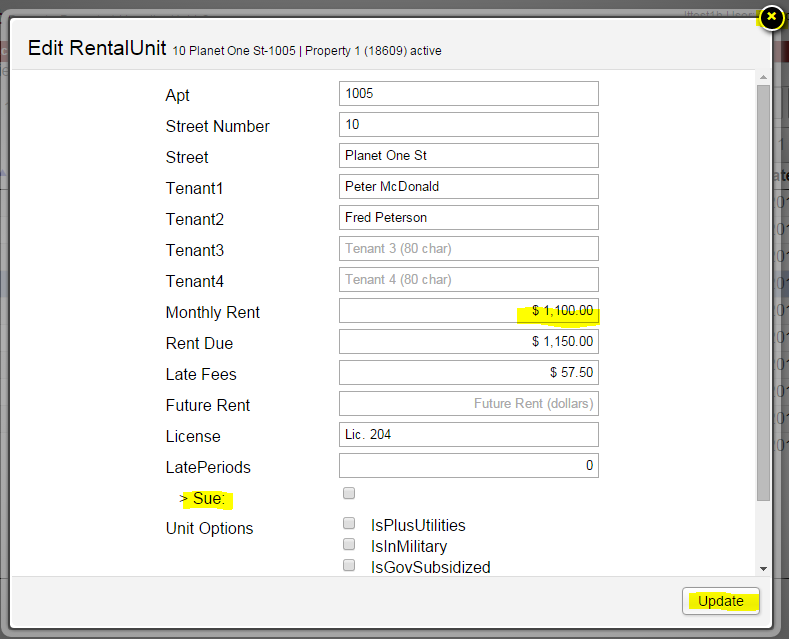 Edit RentalUnit 10 Planet One St-1005 | Property 1 (18609) active
Apt 1005
Street Number 10
Street Planet One St
Tenant1 Peter McDonald
Tenant2 Fred Peterson
Tenant3 Tenant 3 (80 char)
Tenant4 Tenant 4 (80 char)
Monthly Rent $ 1,100.00
Rent Due $ 1,150.00
Late Fees $ 57.50
Future Rent Future Rent (dollars)
License Lic. 204
LatePeriods 0
> Sue:
Unit Options IsPlusUtilities
IsInMilitary
IsGovSubsidized
Update